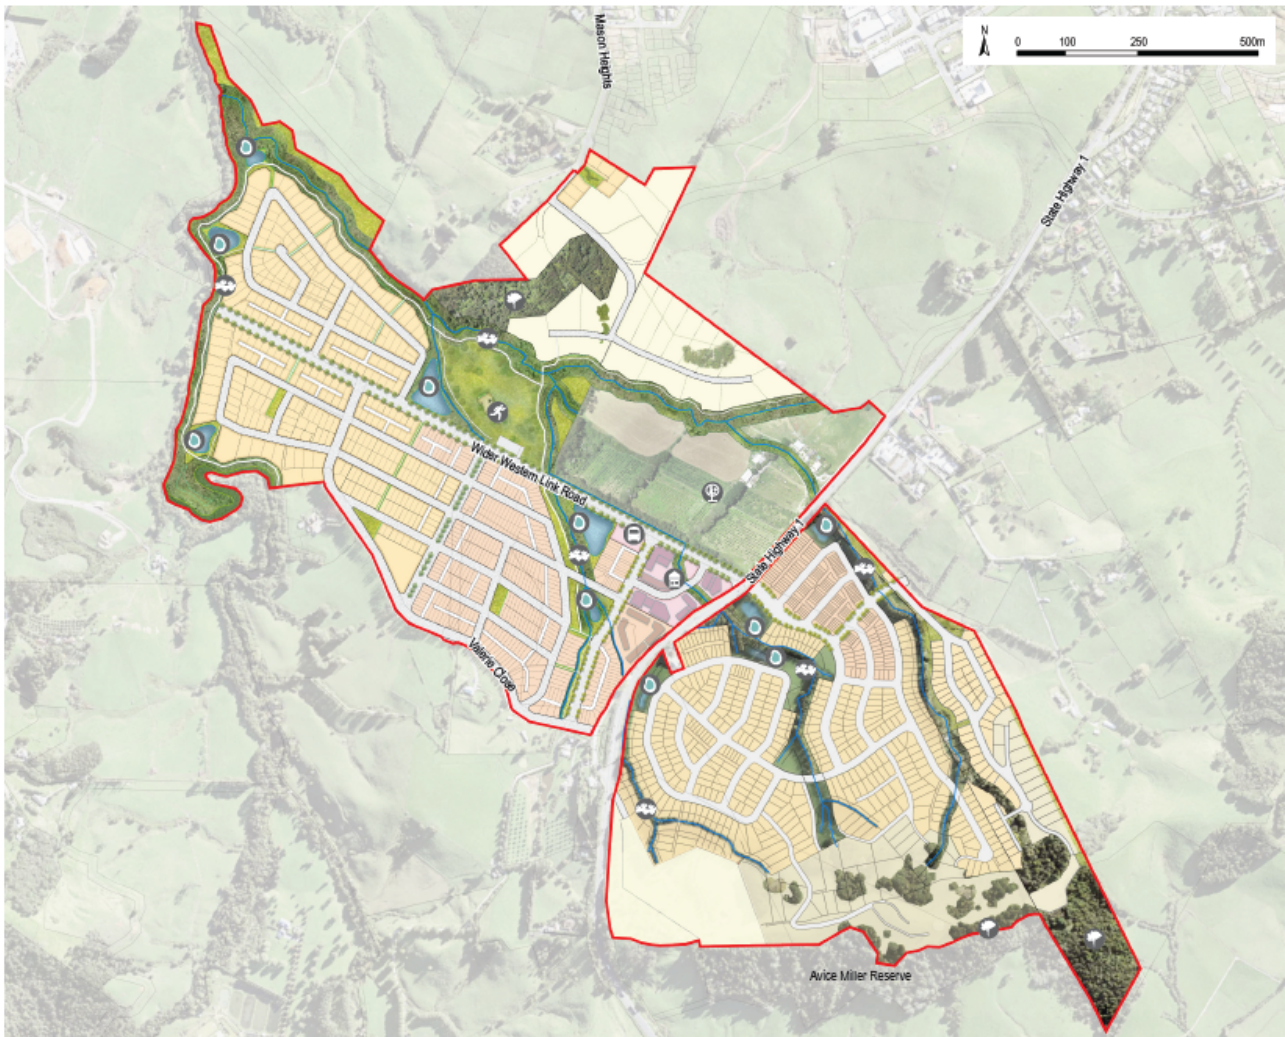 Mason Heights
N
0 100 250 500m
State Highway 1
Wider Western Link Road
State Highway 1
Valerie Close
Avice Miller Reserve